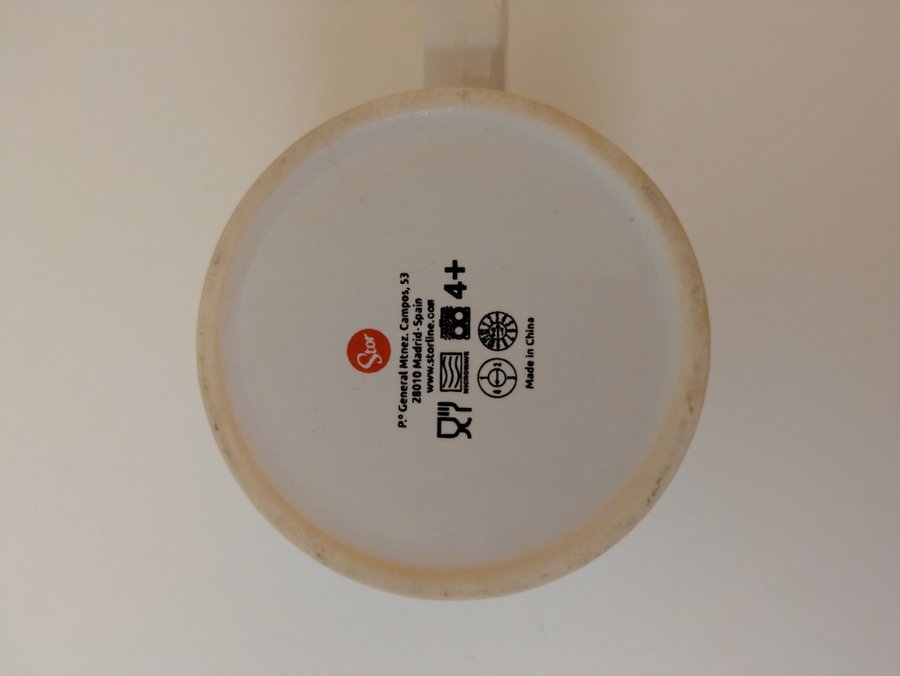 Stor
P.º General Mtnez. Campos, 53
28010 Madrid - Spain
www.storline.com
MICROWAVE
4+
Made in China